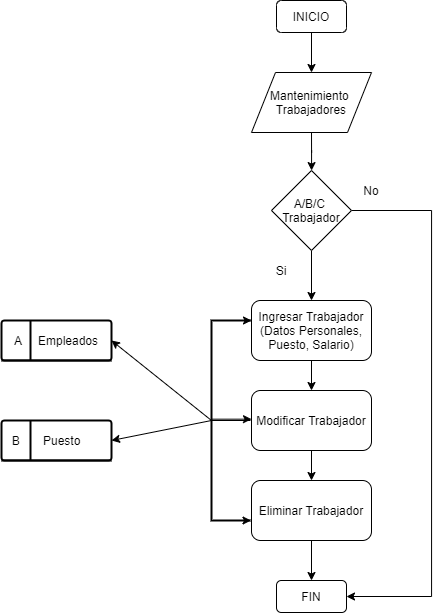 INICIO
Mantenimiento
Trabajadores
A/B/C
Trabajador
No
Si
Ingresar Trabajador
(Datos Personales,
Puesto, Salario)
A
Empleados
Modificar Trabajador
B
Puesto
Eliminar Trabajador
FIN